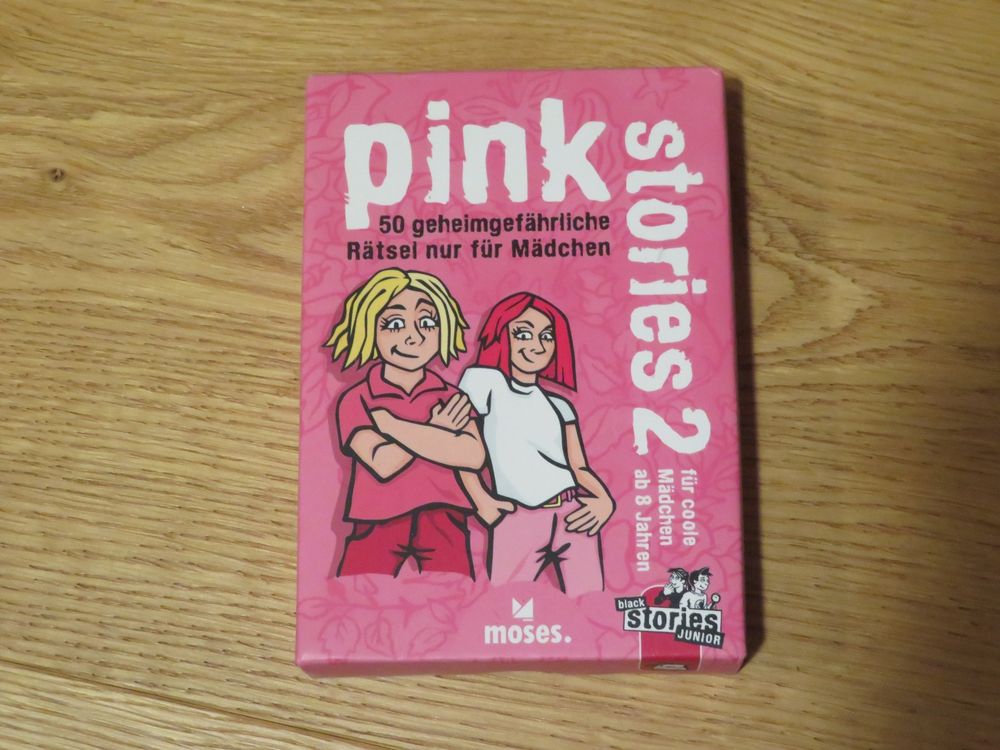 pink
stories 2
50 geheimgefährliche
Rätsel nur für Mädchen
für coole
Mädchen
ab 8 Jahren
black
stories
JUNIOR
moses.